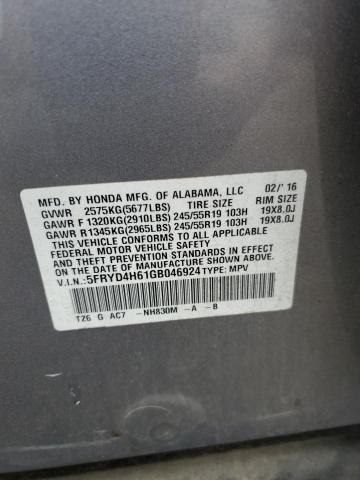 MFD. BY HONDA MFG. OF ALABAMA, LLC 02/'16
GVWR 2575KG(5677LBS) TIRE SIZE RIM SIZE
GAWR F 1320KG(2910LBS) 245/55R19 103H 19X8.0J
GAWR R1345KG(2965LBS) 245/55R19 103H 19X8.0J
THIS VEHICLE CONFORMS TO ALL APPLICABLE
FEDERAL MOTOR VEHICLE SAFETY AND
THEFT PREVENTION STANDARDS IN EFFECT ON
THE DATE OF MANUFACTURE SHOWN ABOVE.
V.I.N.:5FRYD4H61GB046924 TYPE: MPV
TZ6 G AC7 -NH830M -A -B